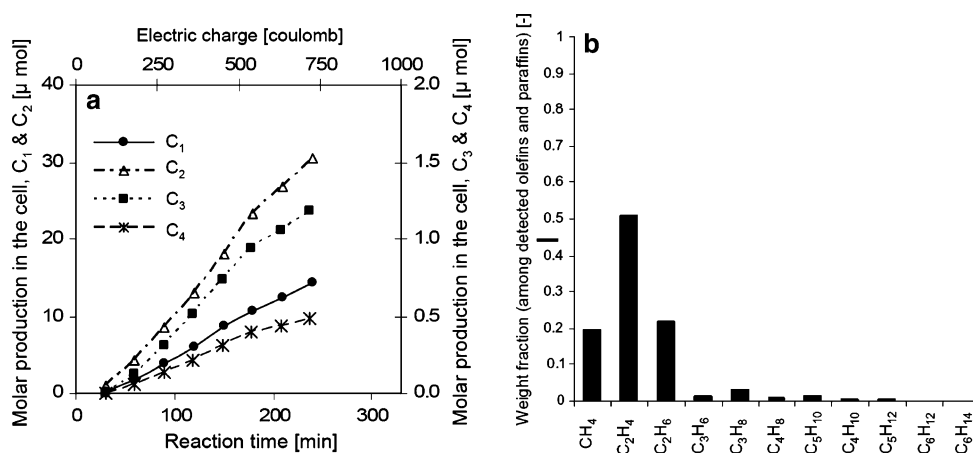 Electric charge [coulomb]
0 250 500 750 1000
Molar production in the cell, C₁ & C₂ [µ mol]
40
30
20
10
0
a
C₁
C₂
C₃
C₄
2.0
1.5
1.0
0.5
0.0
Molar production in the cell, C₃ & C₄ [µ mol]
0 100 200 300
Reaction time [min]
b
Weight fraction (among detected olefins and paraffins) [-]
1
0.9
0.8
0.7
0.6
0.5
0.4
0.3
0.2
0.1
0
CH₄
C₂H₄
C₂H₆
C₃H₆
C₃H₈
C₄H₈
C₅H₁₀
C₄H₁₀
C₅H₁₂
C₆H₁₂
C₆H₁₄